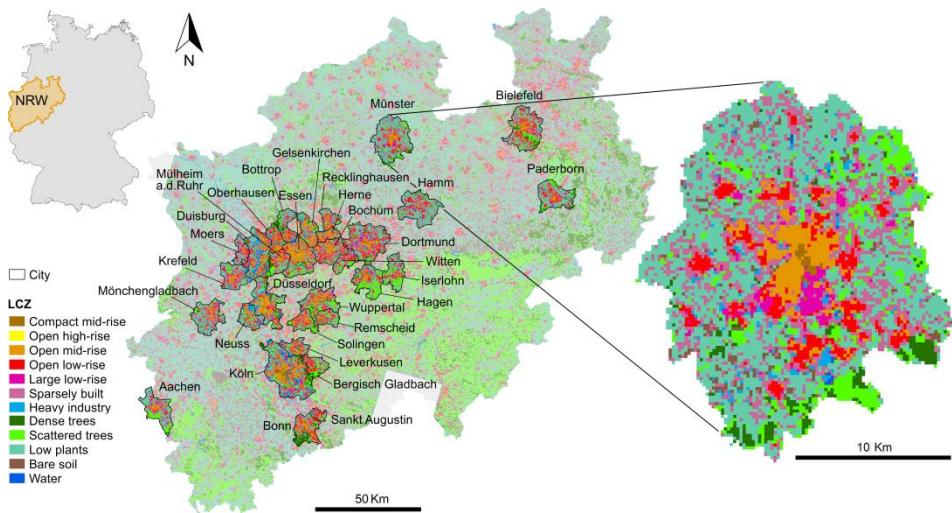 NRW
N
Münster
Bielefeld
Gelsenkirchen
Bottrop
Recklinghausen
Mülheim
a.d.Ruhr
Oberhausen
Essen
Herne
Hamm
Paderborn
Duisburg
Bochum
Moers
Dortmund
Krefeld
Witten
Düsseldorf
Iserlohn
Mönchengladbach
Hagen
Wuppertal
Remscheid
Neuss
Solingen
Leverkusen
Köln
Aachen
Bergisch Gladbach
Bonn
Sankt Augustin
City
LCZ
Compact mid-rise
Open high-rise
Open mid-rise
Open low-rise
Large low-rise
Sparsely built
Heavy industry
Dense trees
Scattered trees
Low plants
Bare soil
Water
50 Km
10 Km